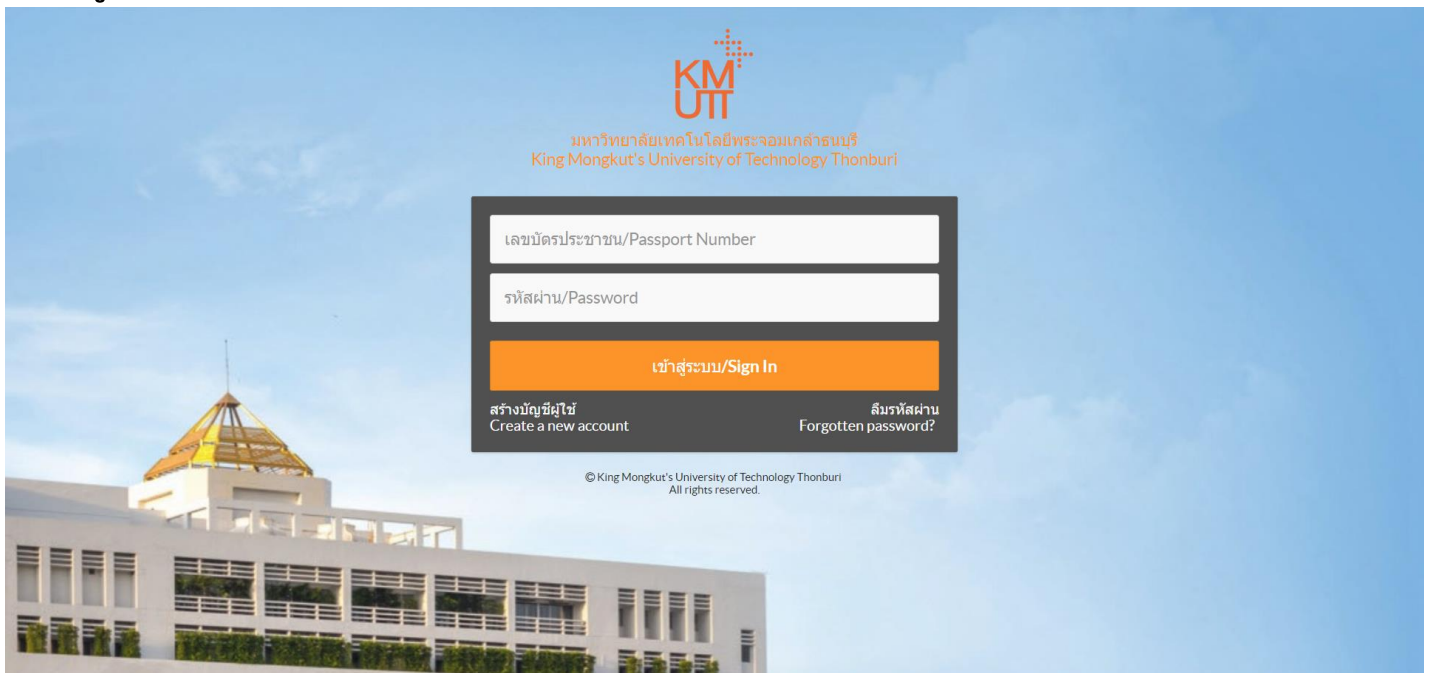 KM
UTT
มหาวิทยาลัยเทคโนโลยีพระจอมเกล้าธนบุรี
King Mongkut's University of Technology Thonburi
เลขบัตรประชาชน/Passport Number
รหัสผ่าน/Password
เข้าสู่ระบบ/Sign In
สร้างบัญชีผู้ใช้
Create a new account
ลืมรหัสผ่าน
Forgotten password?
© King Mongkut's University of Technology Thonburi
All rights reserved.